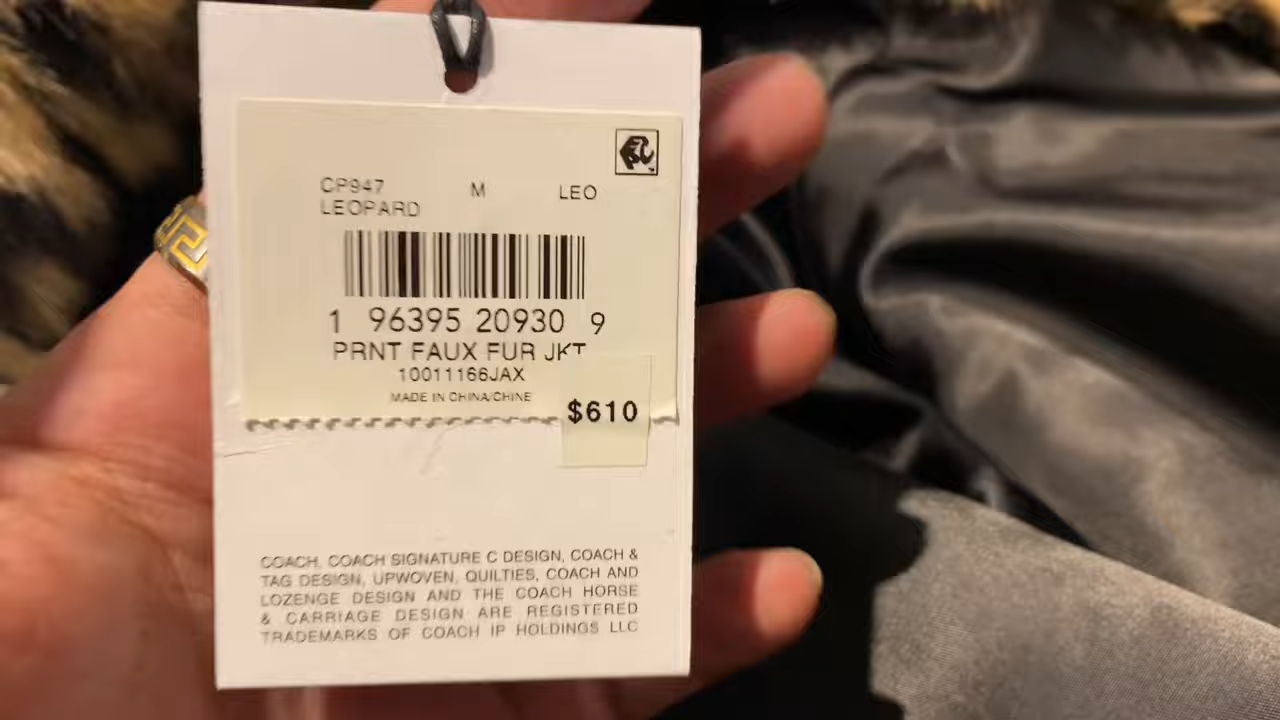 CP947 M LEO
LEOPARD
1 96395 20930 9
PRNT FAUX FUR JKT
10011166JAX
MADE IN CHINA/CHINE
$610
COACH, COACH SIGNATURE C DESIGN, COACH &
TAG DESIGN, UPWOVEN, QUILTIES, COACH AND
LOZENGE DESIGN AND THE COACH HORSE
& CARRIAGE DESIGN ARE REGISTERED
TRADEMARKS OF COACH IP HOLDINGS LLC